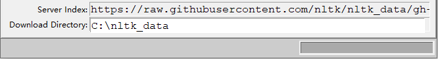 Server Index: https://raw.githubusercontent.com/nltk/nltk_data/gh-
Download Directory: C:\nltk_data